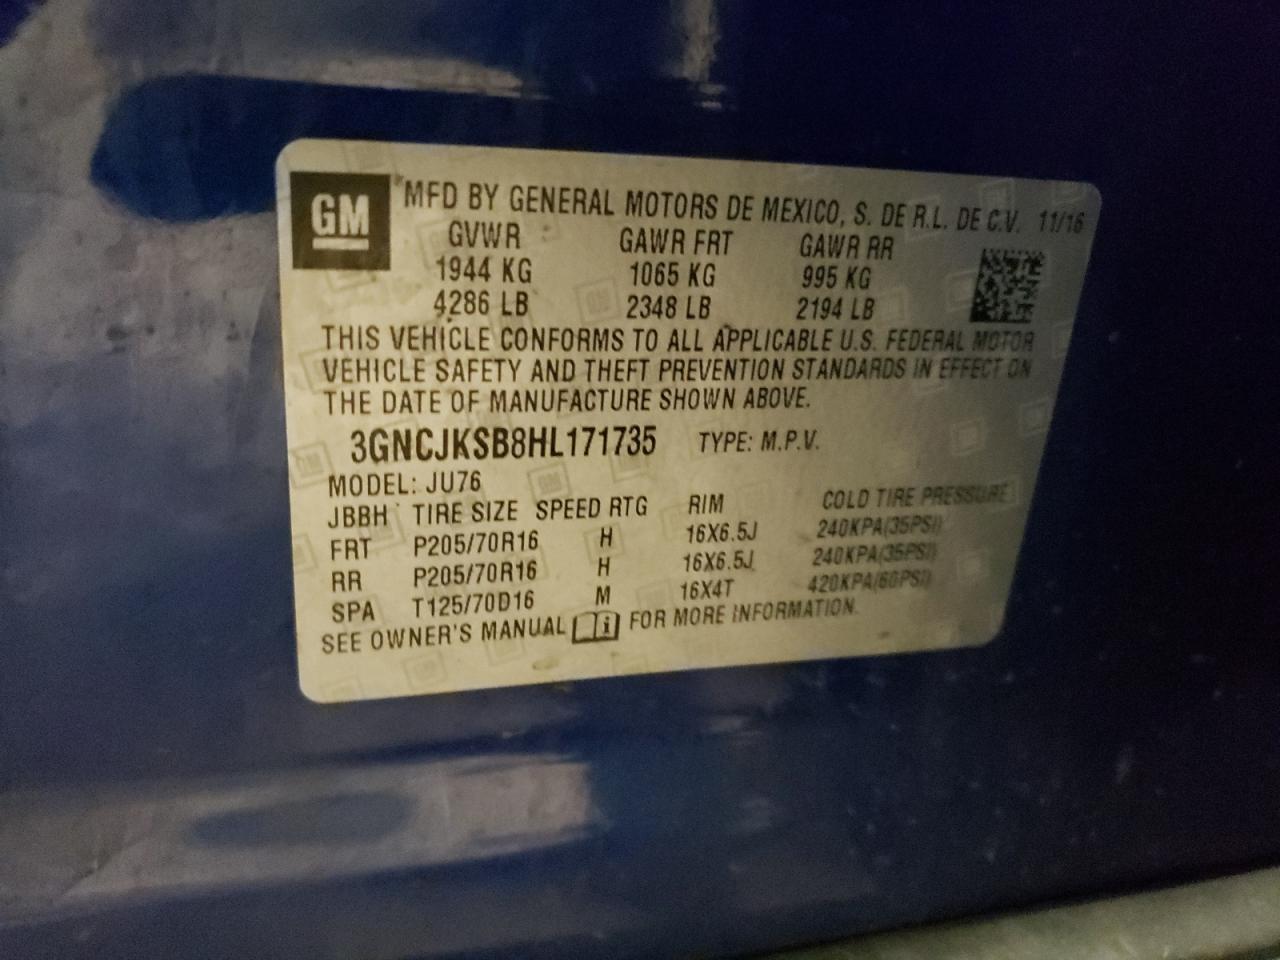 GM
MFD BY GENERAL MOTORS DE MEXICO, S. DE R.L. DE C.V. 11/16
GVWR GAWR FRT GAWR RR
1944 KG 1065 KG 995 KG
4286 LB 2348 LB 2194 LB
THIS VEHICLE CONFORMS TO ALL APPLICABLE U.S. FEDERAL MOTOR
VEHICLE SAFETY AND THEFT PREVENTION STANDARDS IN EFFECT ON
THE DATE OF MANUFACTURE SHOWN ABOVE.
3GNCJKSB8HL171735 TYPE: M.P.V.
MODEL: JU76
JBBH TIRE SIZE SPEED RTG RIM COLD TIRE PRESSURE
FRT P205/70R16 H 16X6.5J 240KPA(35PSI)
RR P205/70R16 H 16X6.5J 240KPA(35PSI)
SPA T125/70D16 M 16X4T 420KPA(60PSI)
SEE OWNER'S MANUAL i FOR MORE INFORMATION.